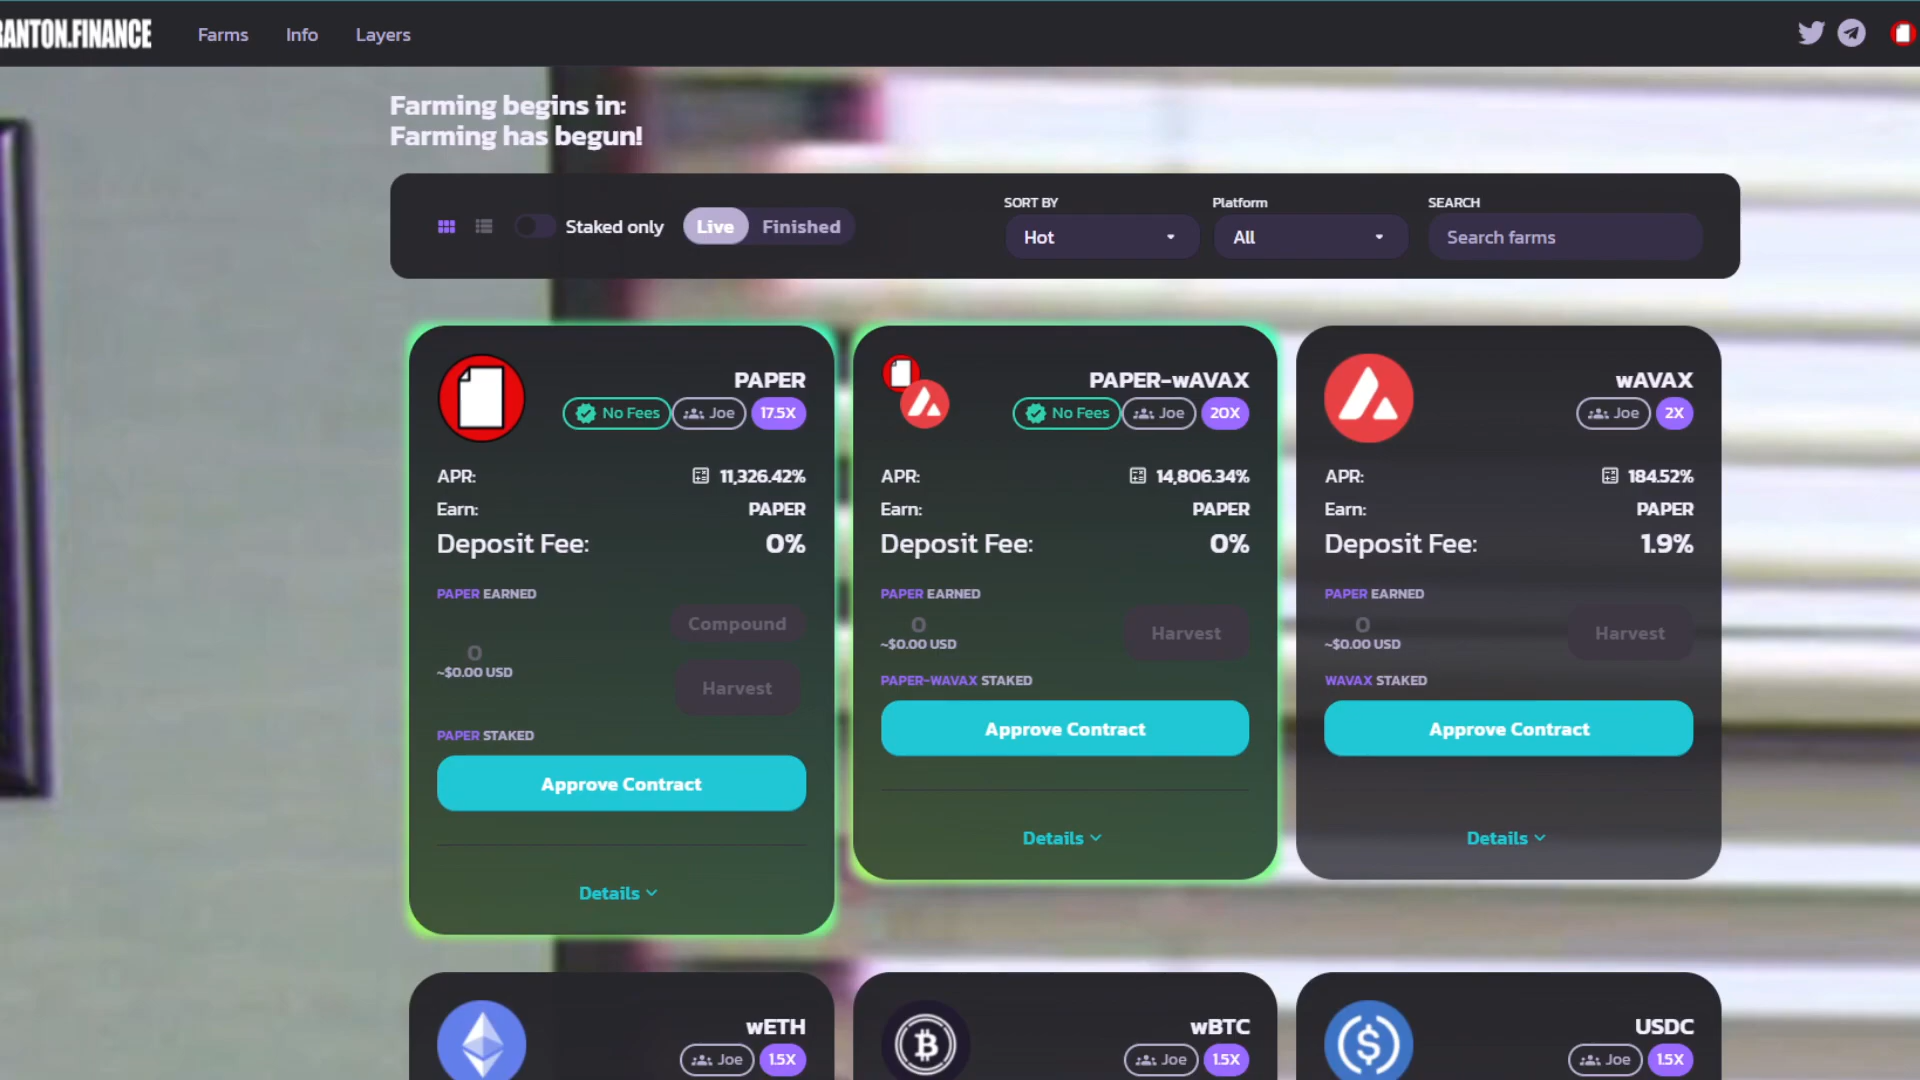 RANTON.FINANCE
Farms
Info
Layers
Farming begins in:
Farming has begun!
Staked only
Live
Finished
SORT BY
Hot
Platform
All
SEARCH
Search farms
PAPER
No Fees
Joe
17.5X
APR:
11,326.42%
Earn:
PAPER
Deposit Fee:
0%
PAPER EARNED
0
~$0.00 USD
Compound
Harvest
PAPER STAKED
Approve Contract
Details
PAPER-wAVAX
No Fees
Joe
20X
APR:
14,806.34%
Earn:
PAPER
Deposit Fee:
0%
PAPER EARNED
0
~$0.00 USD
Harvest
PAPER-WAVAX STAKED
Approve Contract
Details
wAVAX
Joe
2X
APR:
184.52%
Earn:
PAPER
Deposit Fee:
1.9%
PAPER EARNED
0
~$0.00 USD
Harvest
WAVAX STAKED
Approve Contract
Details
wETH
Joe
1.5X
wBTC
Joe
1.5X
USDC
Joe
1.5X